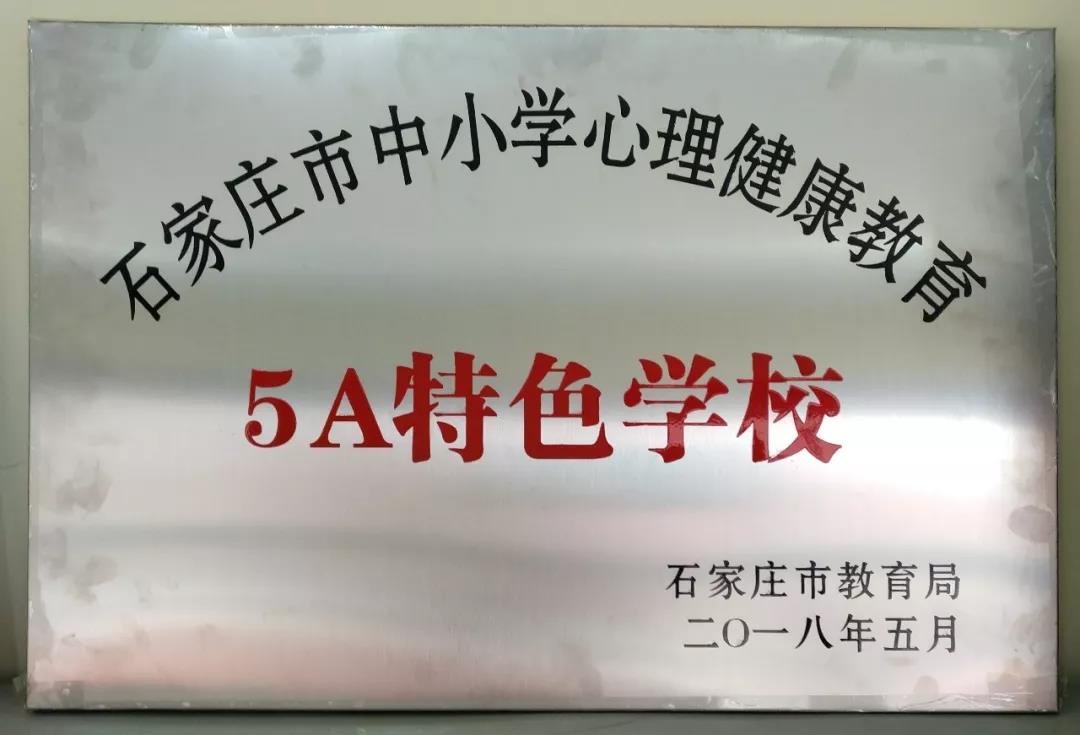 石家庄市中小学心理健康教育
5A特色学校
石家庄市教育局
二〇一八年五月